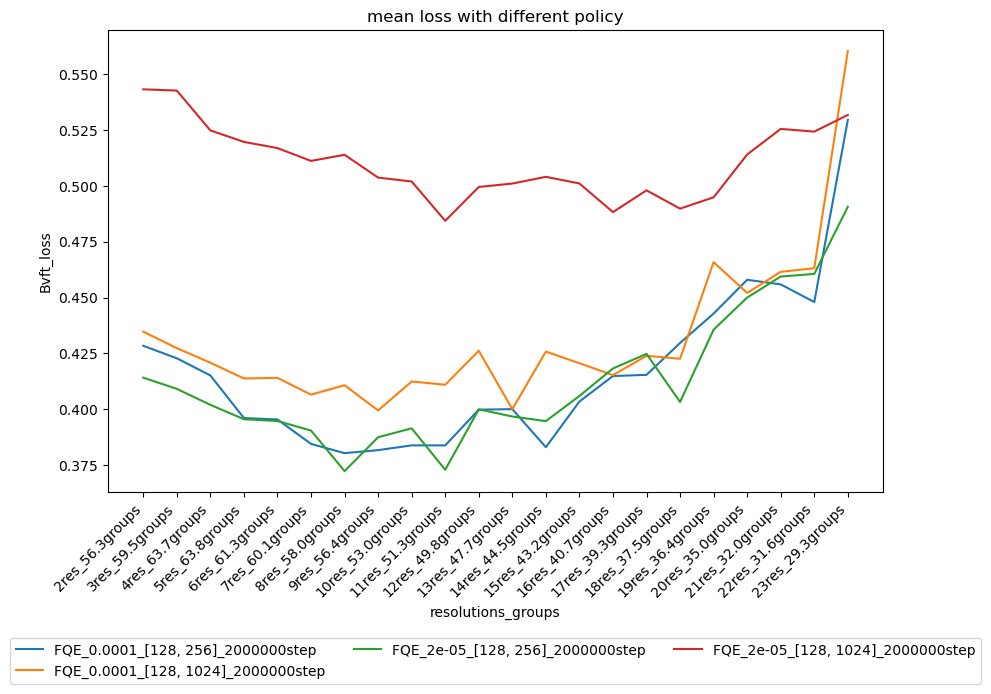 mean loss with different policy
Bvft_loss
0.550
0.525
0.500
0.475
0.450
0.425
0.400
0.375
2res_56.3groups
3res_59.5groups
4res_63.7groups
5res_63.8groups
6res_61.3groups
7res_60.1groups
8res_58.0groups
9res_56.4groups
10res_53.0groups
11res_51.3groups
12res_49.8groups
13res_47.7groups
14res_44.5groups
15res_43.2groups
16res_40.7groups
17res_39.3groups
18res_37.5groups
19res_36.4groups
20res_35.0groups
21res_32.0groups
22res_31.6groups
23res_29.3groups
resolutions_groups
FQE_0.0001_[128, 256]_2000000step
FQE_0.0001_[128, 1024]_2000000step
FQE_2e-05_[128, 256]_2000000step
FQE_2e-05_[128, 1024]_2000000step